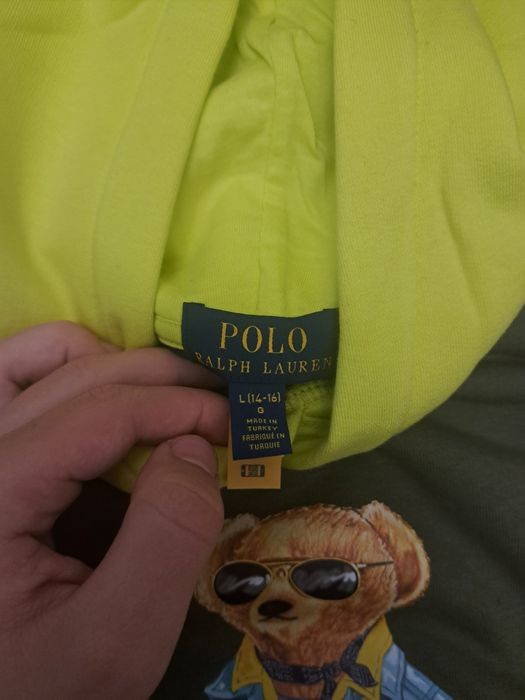 POLO
RALPH LAUREN
L (14-16)
G
MADE IN
TURKEY
FABRIQUÉ EN
TURQUIE